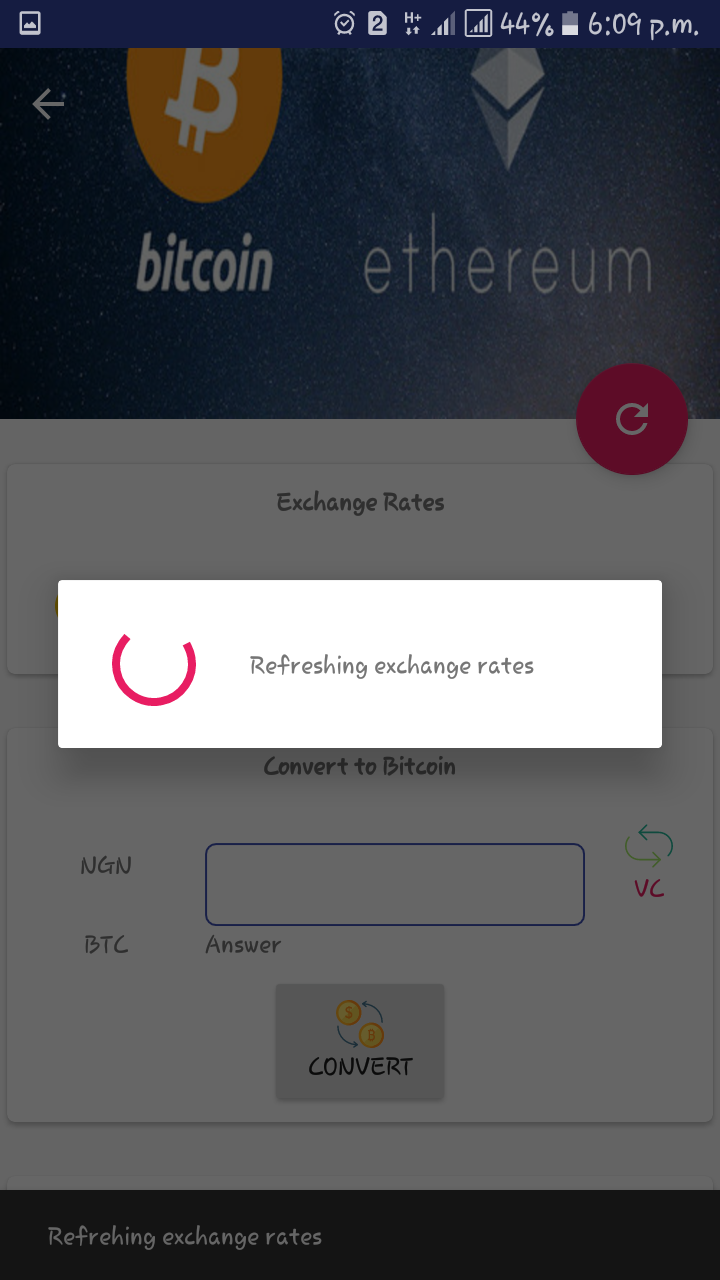 2 H+ 44% 6:09 p.m.
bitcoin ethereum
Exchange Rates
Refreshing exchange rates
Convert to Bitcoin
NGN
VC
BTC Answer
CONVERT
Refrehing exchange rates